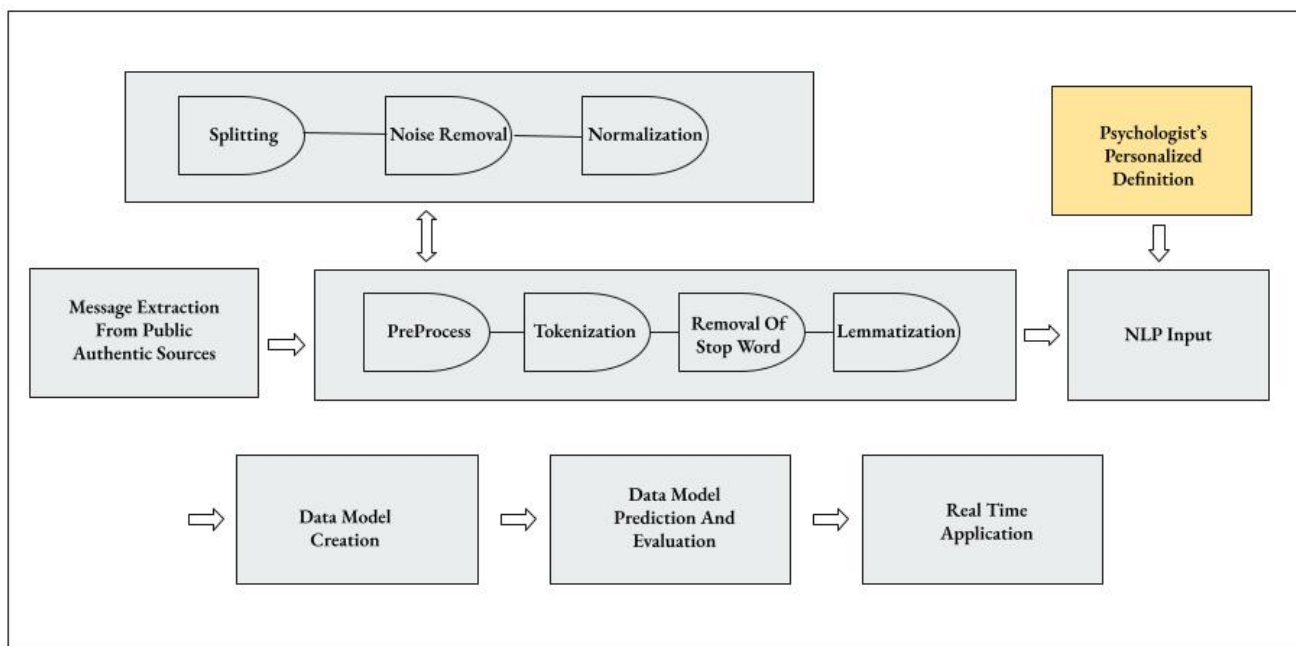 Splitting
Noise Removal
Normalization
Psychologist's
Personalized
Definition
Message Extraction
From Public
Authentic Sources
PreProcess
Tokenization
Removal Of
Stop Word
Lemmatization
NLP Input
Data Model
Creation
Data Model
Prediction And
Evaluation
Real Time
Application